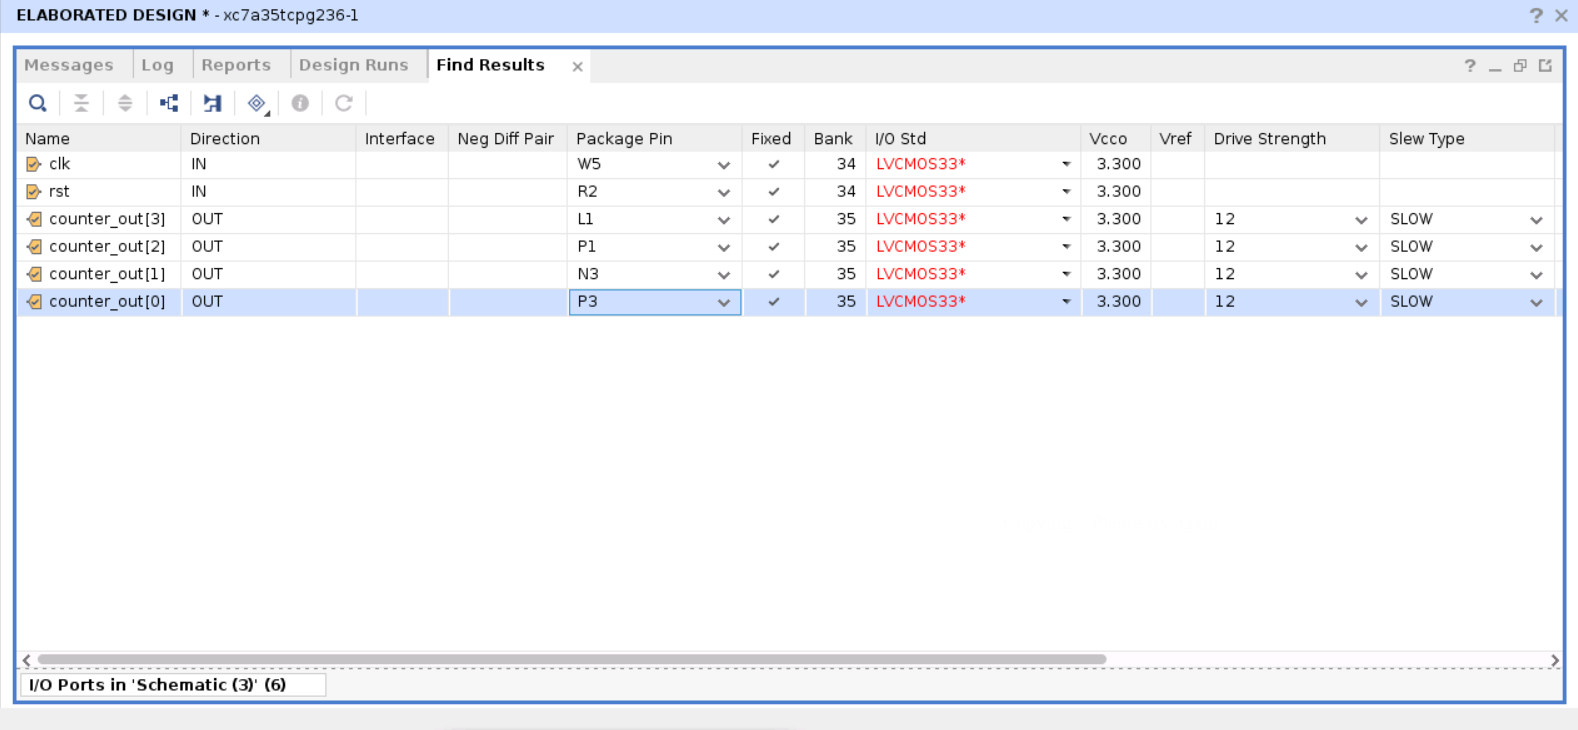 ELABORATED DESIGN * - xc7a35tcpg236-1 ? ×
Messages Log Reports Design Runs Find Results × ?
Name Direction Interface Neg Diff Pair Package Pin Fixed Bank I/O Std Vcco Vref Drive Strength Slew Type
clk IN W5 34 LVCMOS33* 3.300
rst IN R2 34 LVCMOS33* 3.300
counter_out[3] OUT L1 35 LVCMOS33* 3.300 12 SLOW
counter_out[2] OUT P1 35 LVCMOS33* 3.300 12 SLOW
counter_out[1] OUT N3 35 LVCMOS33* 3.300 12 SLOW
counter_out[0] OUT P3 35 LVCMOS33* 3.300 12 SLOW
I/O Ports in 'Schematic (3)' (6)